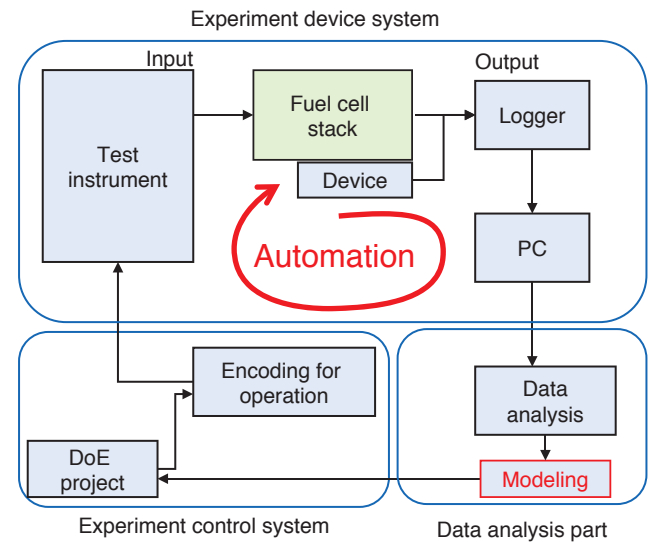 Experiment device system
Input
Output
Fuel cell
stack
Logger
Test
instrument
Device
Automation
PC
Encoding for
operation
Data
analysis
DoE
project
Modeling
Experiment control system
Data analysis part